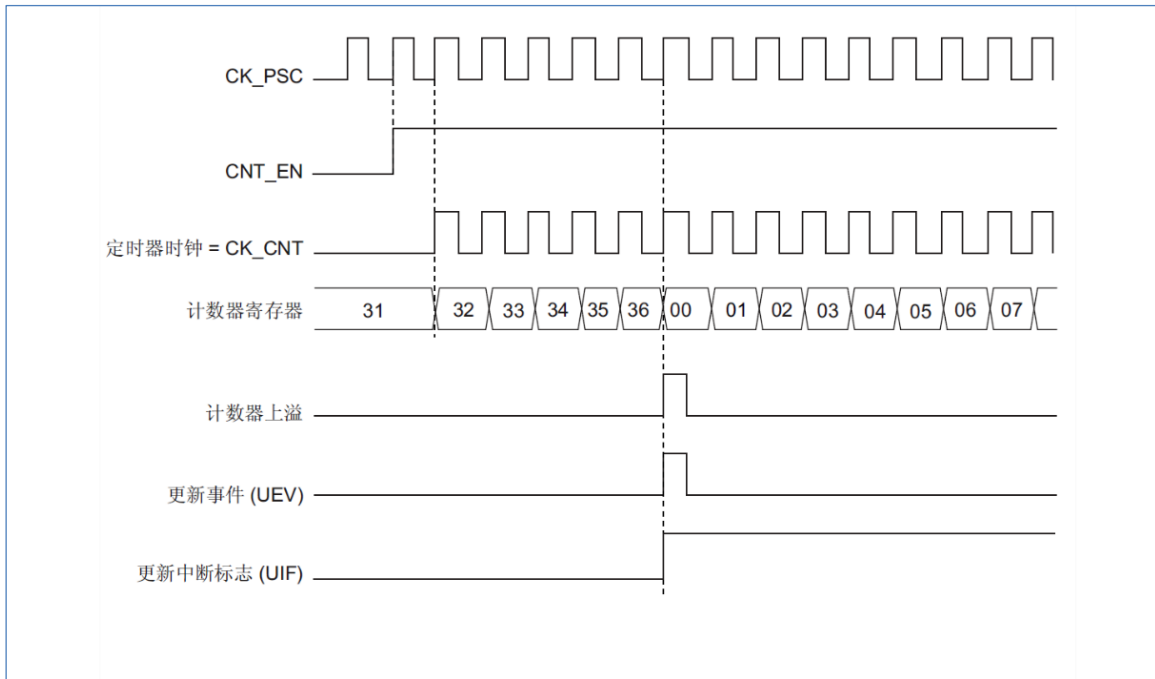 CK_PSC
CNT_EN
定时器时钟 = CK_CNT
计数器寄存器 31 32 33 34 35 36 00 01 02 03 04 05 06 07
计数器上溢
更新事件 (UEV)
更新中断标志 (UIF)